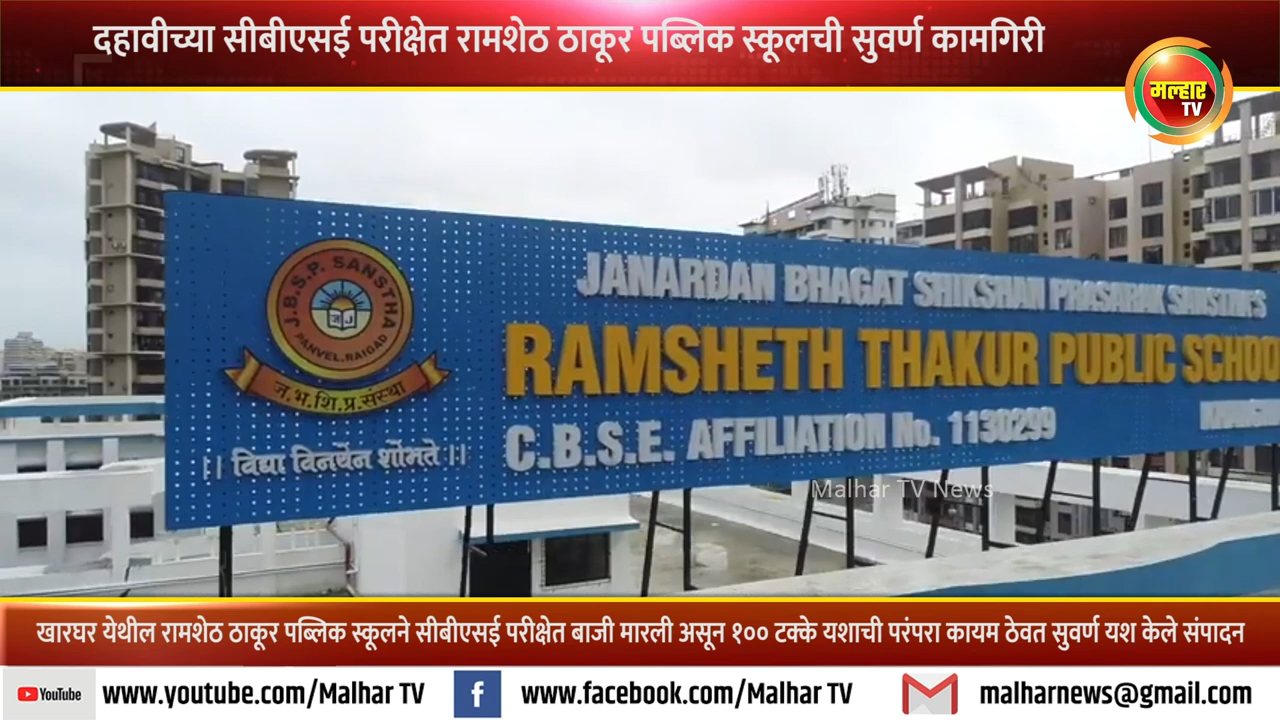 दहावीच्या सीबीएसई परीक्षेत रामशेठ ठाकूर पब्लिक स्कूलची सुवर्ण कामगिरी
मल्हार
TV
J.B.S.P. SANSTHA
PANVEL, RAIGAD
ज.भ.शि.प्र.संस्था
|| विद्या विनयेन शोभते ||
JANARDAN BHAGAT SHIKSHAN PRASARAK SANSTHA'S
RAMSHETH THAKUR PUBLIC SCHOO
C.B.S.E. AFFILIATION No. 1130299
Malhar TV News
खारघर येथील रामशेठ ठाकूर पब्लिक स्कूलने सीबीएसई परीक्षेत बाजी मारली असून १०० टक्के यशाची परंपरा कायम ठेवत सुवर्ण यश केले संपादन
YouTube www.youtube.com/Malhar TV f www.facebook.com/Malhar TV malharnews@gmail.com